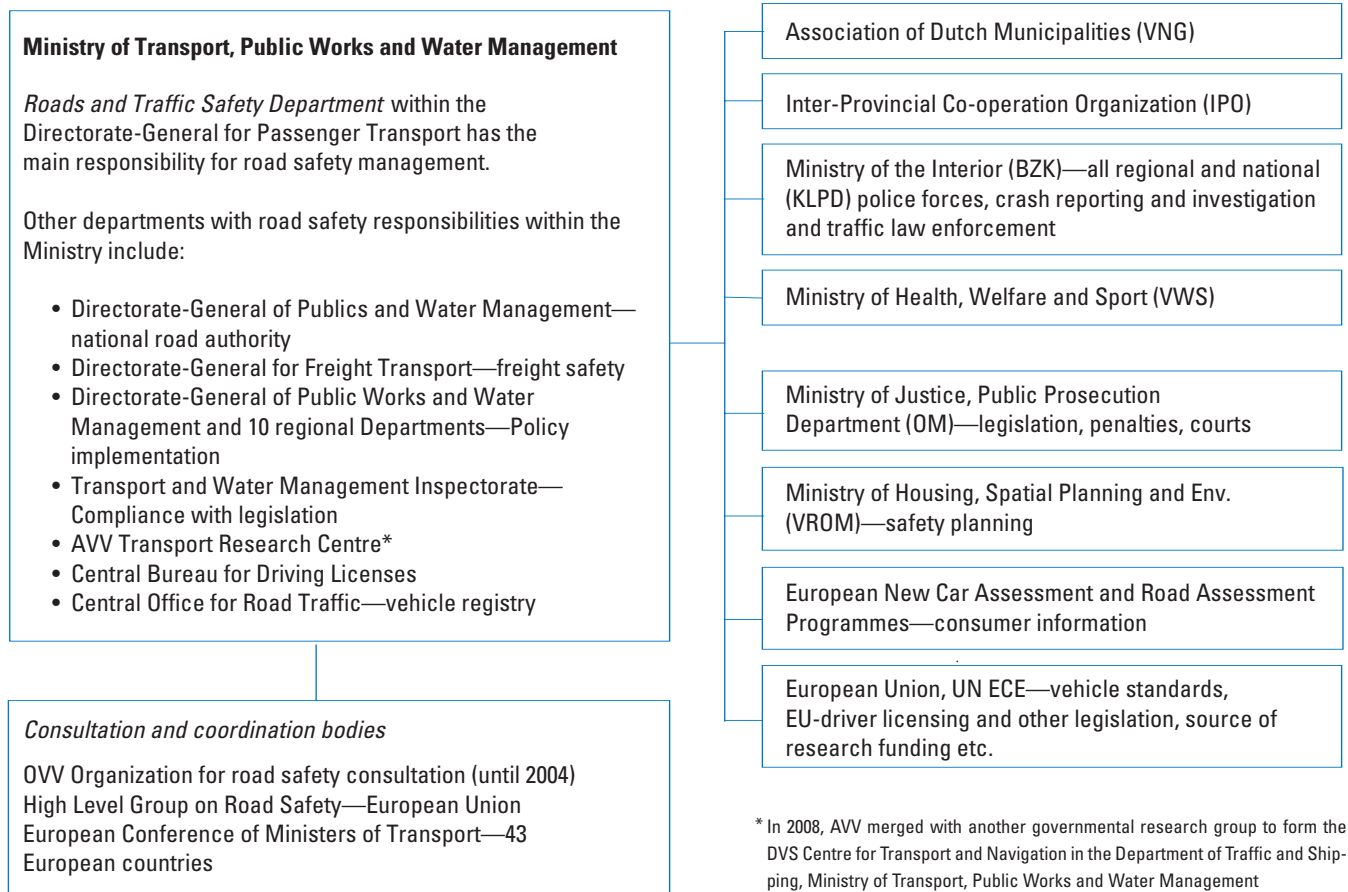 Ministry of Transport, Public Works and Water Management
Roads and Traffic Safety Department within the
Directorate-General for Passenger Transport has the
main responsibility for road safety management.
Other departments with road safety responsibilities within the
Ministry include:
• Directorate-General of Publics and Water Management—
national road authority
• Directorate-General for Freight Transport—freight safety
• Directorate-General of Public Works and Water
Management and 10 regional Departments—Policy
implementation
• Transport and Water Management Inspectorate—
Compliance with legislation
• AVV Transport Research Centre*
• Central Bureau for Driving Licenses
• Central Office for Road Traffic—vehicle registry
Consultation and coordination bodies
OVV Organization for road safety consultation (until 2004)
High Level Group on Road Safety—European Union
European Conference of Ministers of Transport—43
European countries
Association of Dutch Municipalities (VNG)
Inter-Provincial Co-operation Organization (IPO)
Ministry of the Interior (BZK)—all regional and national
(KLPD) police forces, crash reporting and investigation
and traffic law enforcement
Ministry of Health, Welfare and Sport (VWS)
Ministry of Justice, Public Prosecution
Department (OM)—legislation, penalties, courts
Ministry of Housing, Spatial Planning and Env.
(VROM)—safety planning
European New Car Assessment and Road Assessment
Programmes—consumer information
European Union, UN ECE—vehicle standards,
EU-driver licensing and other legislation, source of
research funding etc.
* In 2008, AVV merged with another governmental research group to form the
DVS Centre for Transport and Navigation in the Department of Traffic and Ship-
ping, Ministry of Transport, Public Works and Water Management